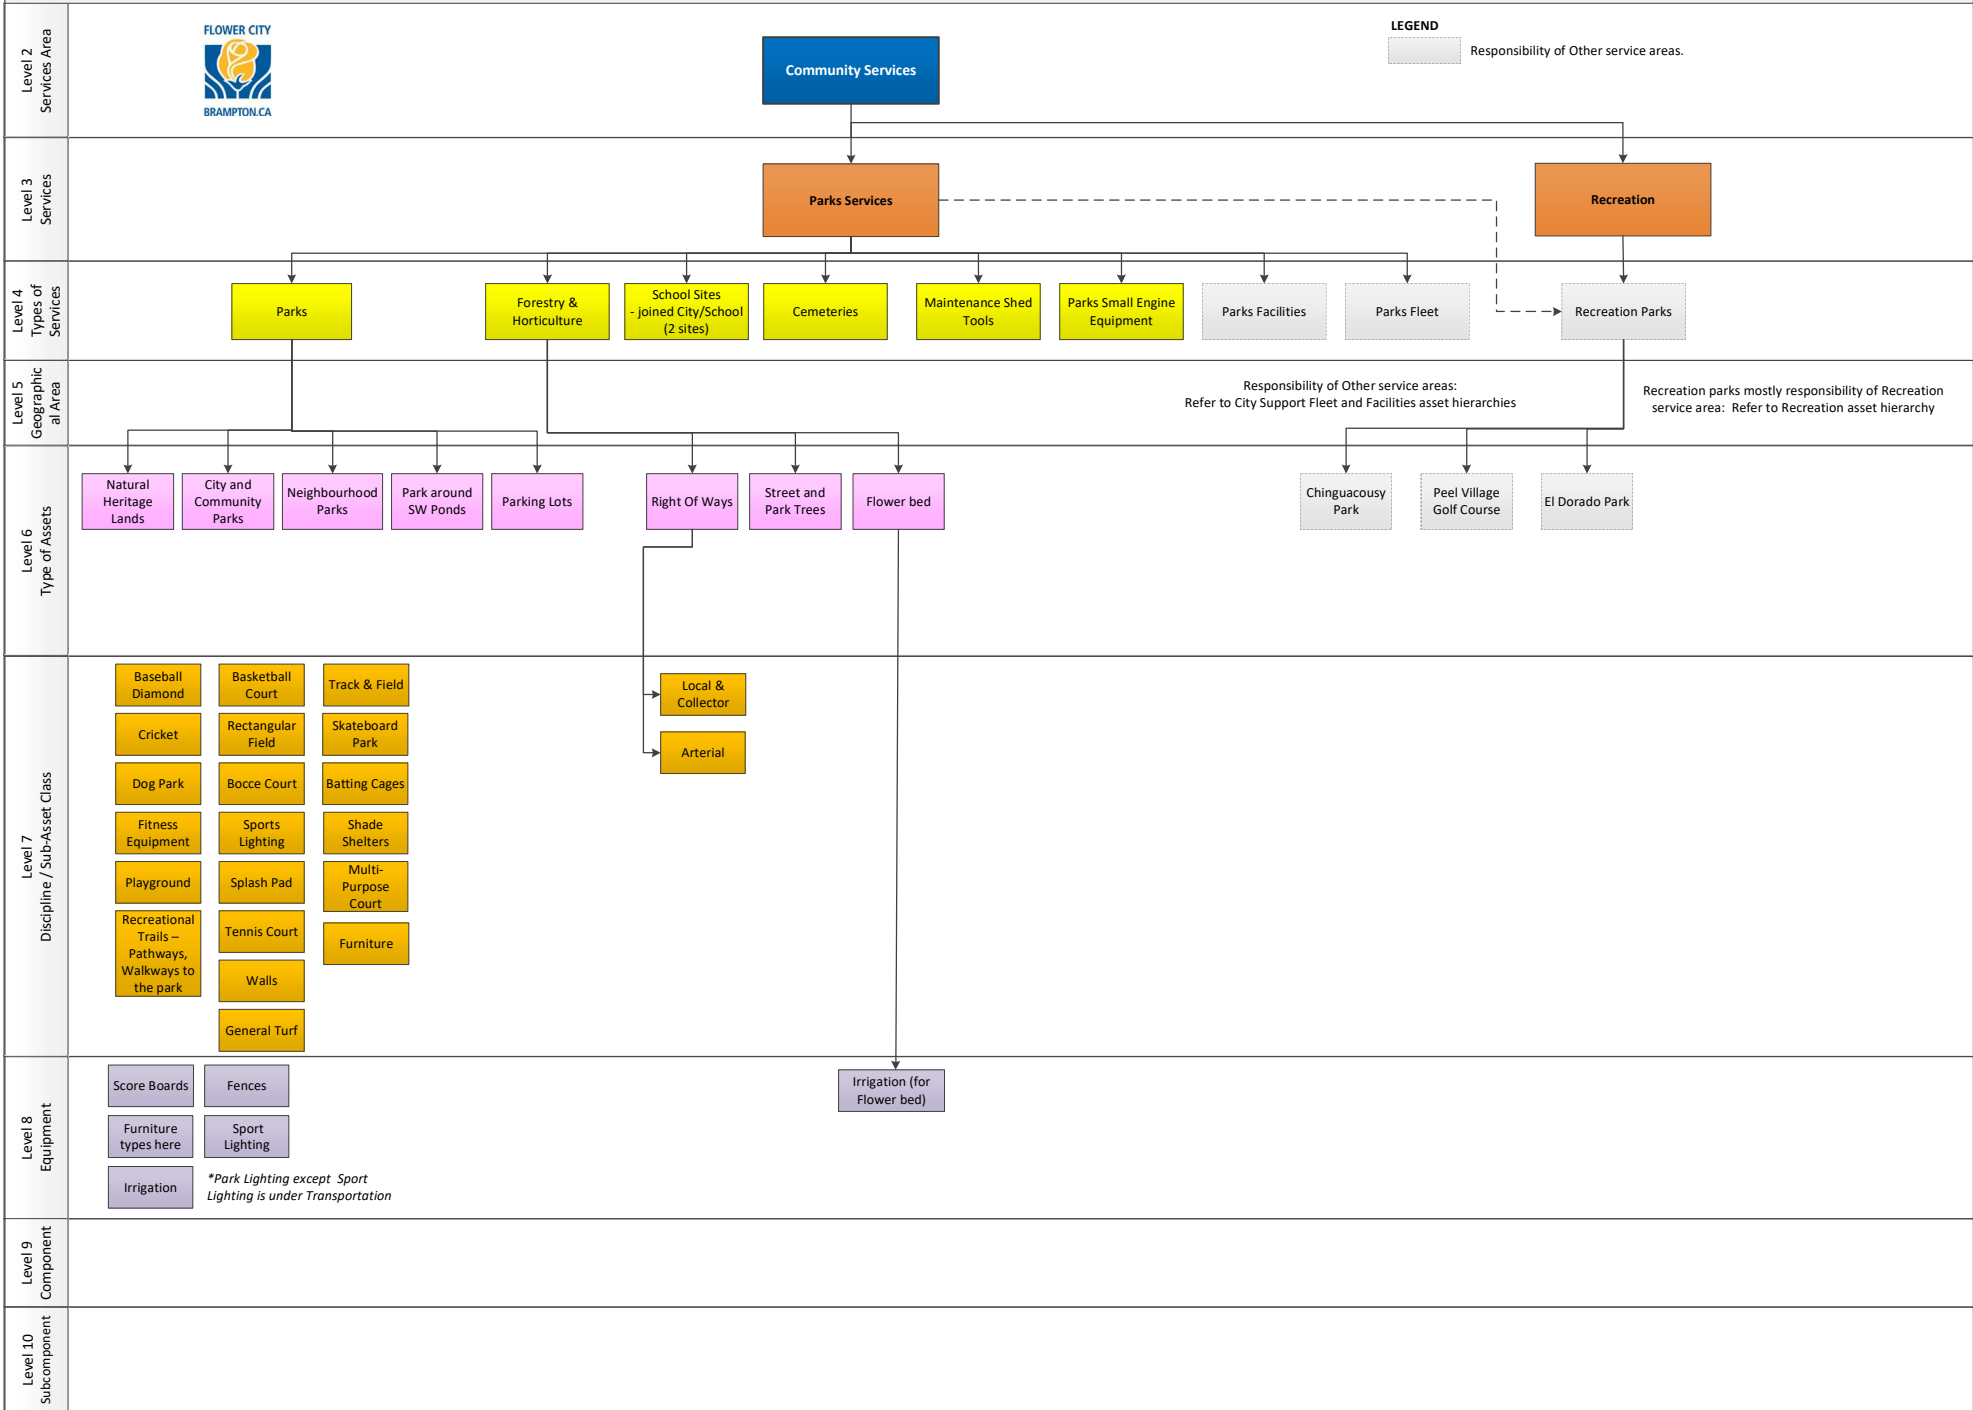 Level 2
Services Area
FLOWER CITY
BRAMPTON.CA
Community Services
LEGEND
Responsibility of Other service areas.
Level 3
Services
Parks Services
Recreation
Level 4
Types of
Services
Parks
Forestry &
Horticulture
School Sites
- joined City/School
(2 sites)
Cemeteries
Maintenance Shed
Tools
Parks Small Engine
Equipment
Parks Facilities
Parks Fleet
Recreation Parks
Level 5
Geographic
al Area
Responsibility of Other service areas:
Refer to City Support Fleet and Facilities asset hierarchies
Recreation parks mostly responsibility of Recreation
service area:  Refer to Recreation asset hierarchy
Level 6
Type of Assets
Natural
Heritage
Lands
City and
Community
Parks
Neighbourhood
Parks
Park around
SW Ponds
Parking Lots
Right Of Ways
Street and
Park Trees
Flower bed
Chinguacousy
Park
Peel Village
Golf Course
El Dorado Park
Level 7
Discipline / Sub-Asset Class
Baseball
Diamond
Basketball
Court
Track & Field
Cricket
Rectangular
Field
Skateboard
Park
Dog Park
Bocce Court
Batting Cages
Fitness
Equipment
Sports
Lighting
Shade
Shelters
Playground
Splash Pad
Multi-
Purpose
Court
Recreational
Trails –
Pathways,
Walkways to
the park
Tennis Court
Furniture
Walls
General Turf
Local &
Collector
Arterial
Level 8
Equipment
Score Boards
Fences
Furniture
types here
Sport
Lighting
Irrigation
*Park Lighting except  Sport
Lighting is under Transportation
Irrigation (for
Flower bed)
Level 9
Component
Level 10
Subcomponent